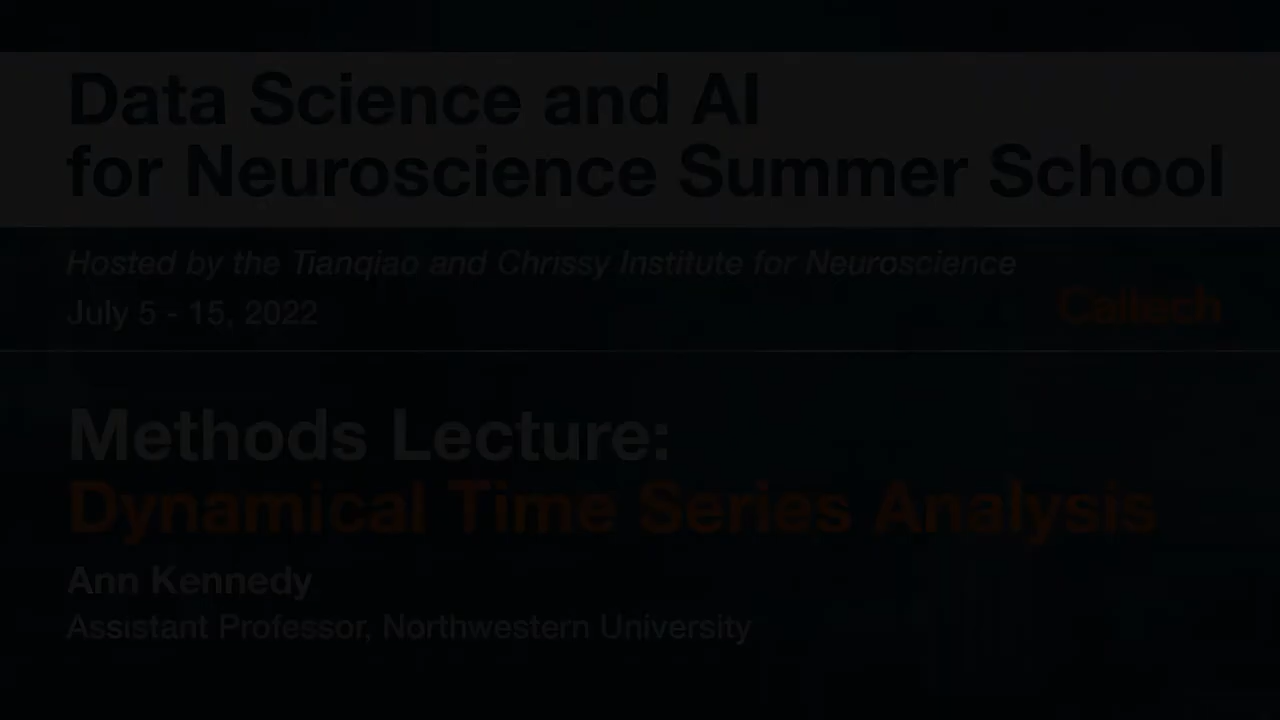 Data Science and AI
for Neuroscience Summer School
Hosted by the Tianqiao and Chrissy Institute for Neuroscience
July 5 - 15, 2022
Caltech
Methods Lecture:
Dynamical Time Series Analysis
Ann Kennedy
Assistant Professor, Northwestern University